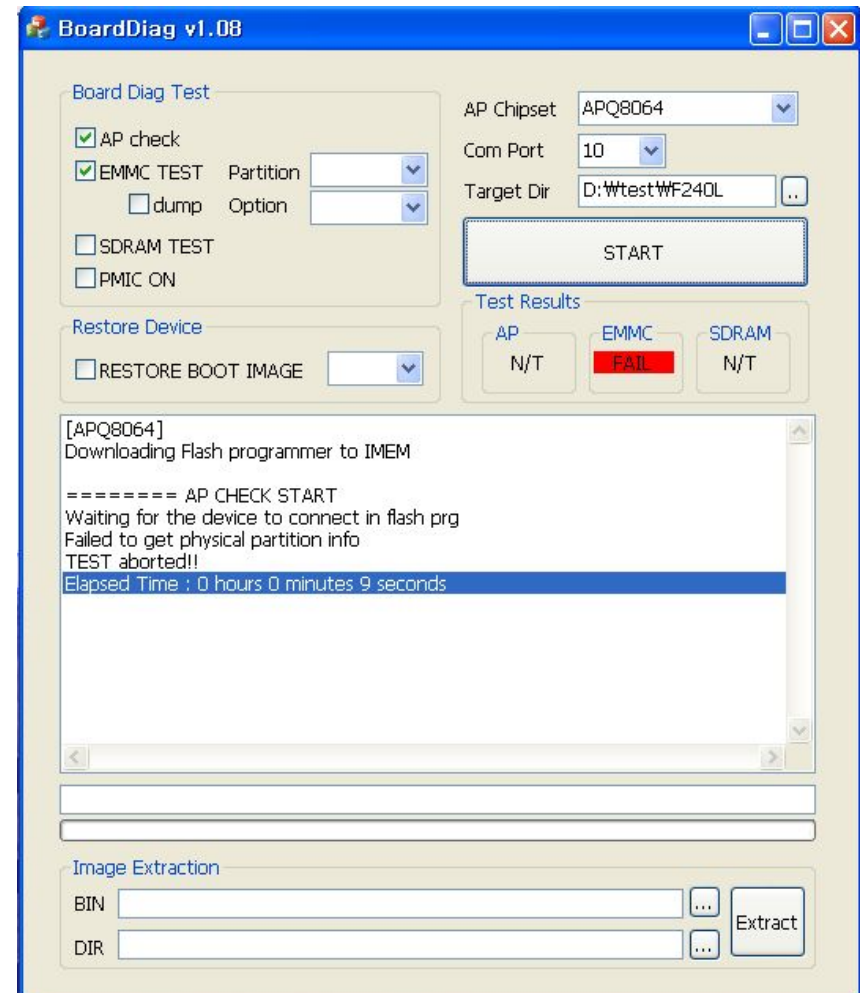 BoardDiag v1.08
Board Diag Test
AP check
EMMC TEST Partition
dump Option
SDRAM TEST
PMIC ON
AP Chipset APQ8064
Com Port 10
Target Dir D:₩test₩F240L ..
START
Test Results
AP EMMC SDRAM
N/T FAIL N/T
Restore Device
RESTORE BOOT IMAGE
[APQ8064]
Downloading Flash programmer to IMEM
======== AP CHECK START
Waiting for the device to connect in flash prg
Failed to get physical partition info
TEST aborted!!
Elapsed Time : 0 hours 0 minutes 9 seconds
Image Extraction
BIN ...
DIR ...
Extract